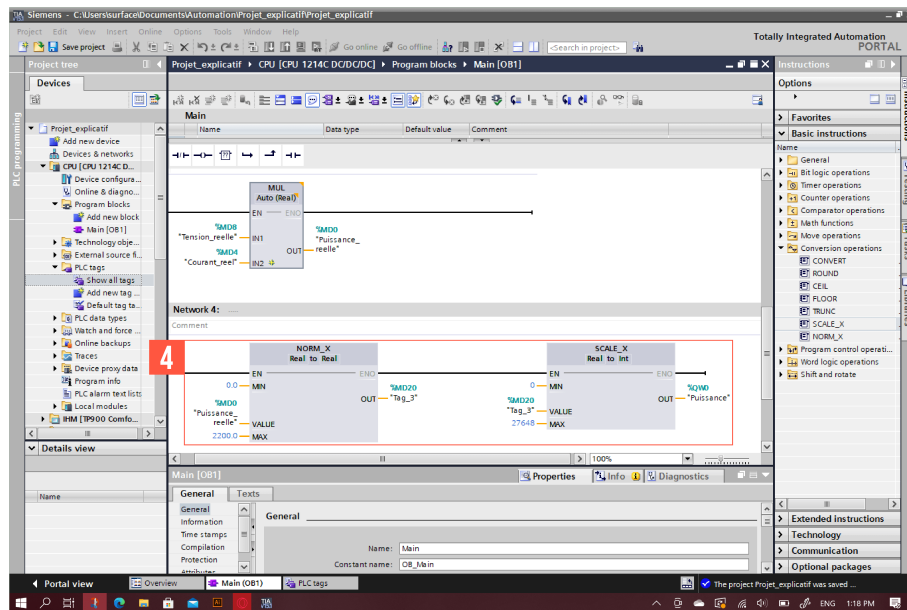 Siemens - C:\Users\surface\Documents\Automation\Projet_explicatif\Projet_explicatif
Project Edit View Insert Online Options Tools Window Help
Totally Integrated Automation
PORTAL
Save project
Go online
Go offline
<Search in project>
Project tree
Projet_explicatif ▸ CPU [CPU 1214C DC/DC/DC] ▸ Program blocks ▸ Main [OB1]
Instructions
Devices
Options
PLC programming
Projet_explicatif
Add new device
Devices & networks
CPU [CPU 1214C D...
Device configura...
Online & diagno...
Program blocks
Add new block
Main [OB1]
Technology obje...
External source fi...
PLC tags
Show all tags
Add new tag ...
Default tag ta...
PLC data types
Watch and force ...
Online backups
Traces
Device proxy data
Program info
PLC alarm text lists
Local modules
IHM [TP900 Comfo...
Details view
Name
Main
Name Data type Default value Comment
MUL
Auto (Real)
EN ENO
%MD8
"Tension_reelle" IN1
%MD4
"Courant_reel" IN2
%MD0
OUT "Puissance_
reelle"
Network 4: ......
Comment
4
NORM_X
Real to Real
EN ENO
0.0 MIN
%MD0
"Puissance_
reelle" VALUE
2200.0 MAX
%MD20
OUT "Tag_3"
SCALE_X
Real to Int
EN ENO
0 MIN
%MD20
"Tag_3" VALUE
27648 MAX
%QW0
OUT "Puissance"
100%
Main [OB1]
Properties Info Diagnostics
General Texts
General
Information
Time stamps
Compilation
Protection
Attributes
General
Name: Main
Constant name: OB_Main
Favorites
Basic instructions
Name
General
Bit logic operations
Timer operations
Counter operations
Comparator operations
Math functions
Move operations
Conversion operations
CONVERT
ROUND
CEIL
FLOOR
TRUNC
SCALE_X
NORM_X
Program control operati...
Word logic operations
Shift and rotate
Extended instructions
Technology
Communication
Optional packages
Portal view
Overview
Main (OB1)
PLC tags
The project Projet_explicatif was saved ...
ENG 1:18 PM